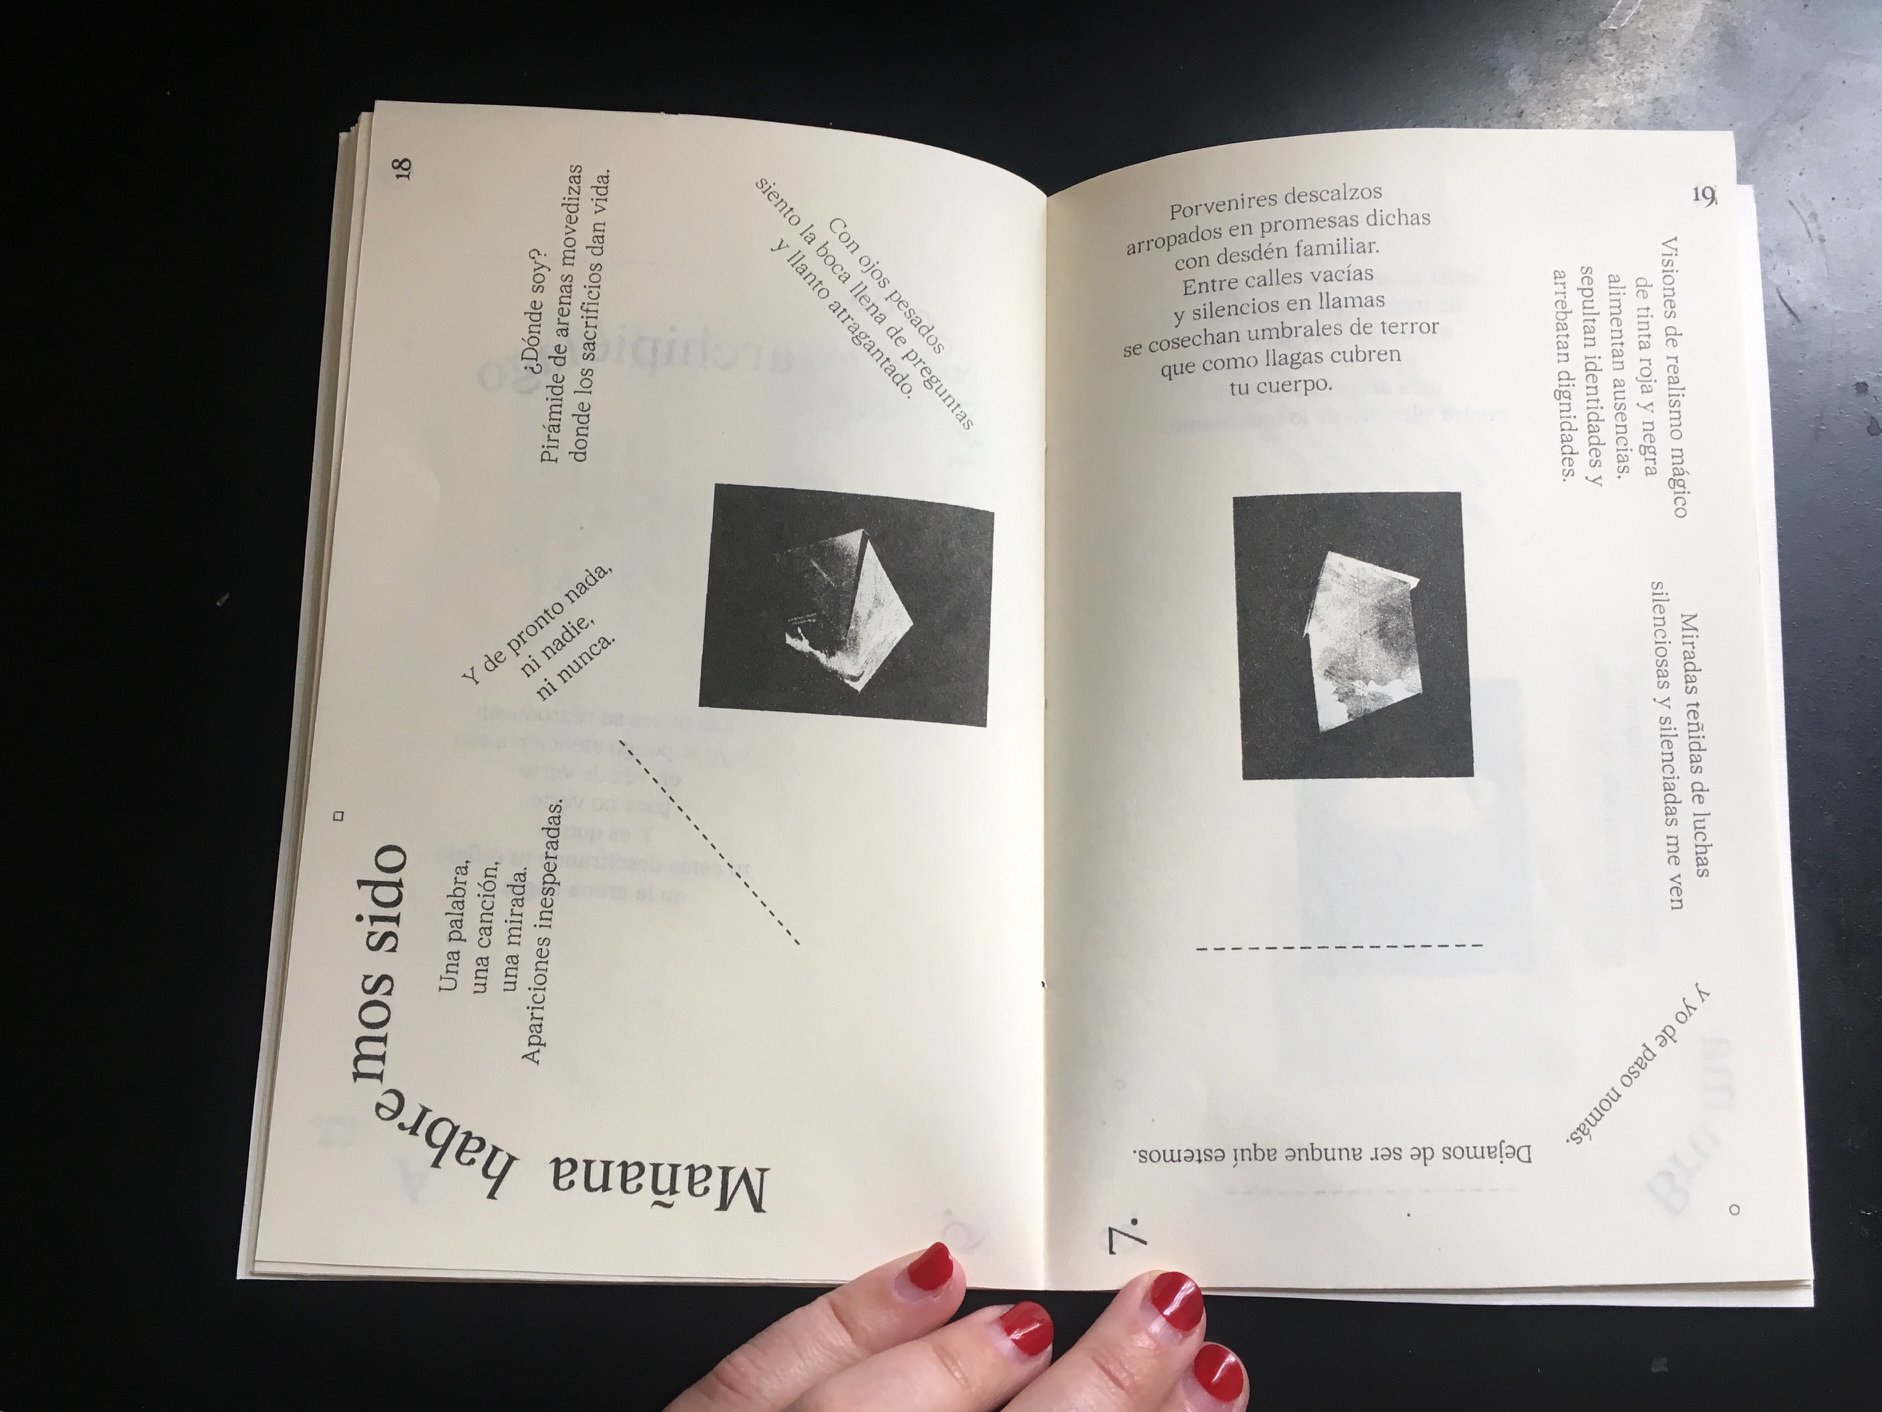 18
Mañana habremos sido
Una palabra,
una canción,
una mirada.
Apariciones inesperadas.
Y de pronto nada,
ni nadie,
ni nunca.
¿Dónde soy?
Pirámide de arenas movedizas
donde los sacrificios dan vida.
Con ojos pesados
siento la boca llena de preguntas
y llanto atragantado.
19
Porvenires descalzos
arropados en promesas dichas
con desdén familiar.
Entre calles vacías
y silencios en llamas
se cosechan umbrales de terror
que como llagas cubren
tu cuerpo.
Visiones de realismo mágico
de tinta roja y negra
alimentan ausencias,
sepultan identidades y
arrebatan dignidades.
Miradas teñidas de luchas
silenciosas y silenciadas me ven
Y yo de paso nomás.
Dejamos de ser aunque aquí estemos.
7.